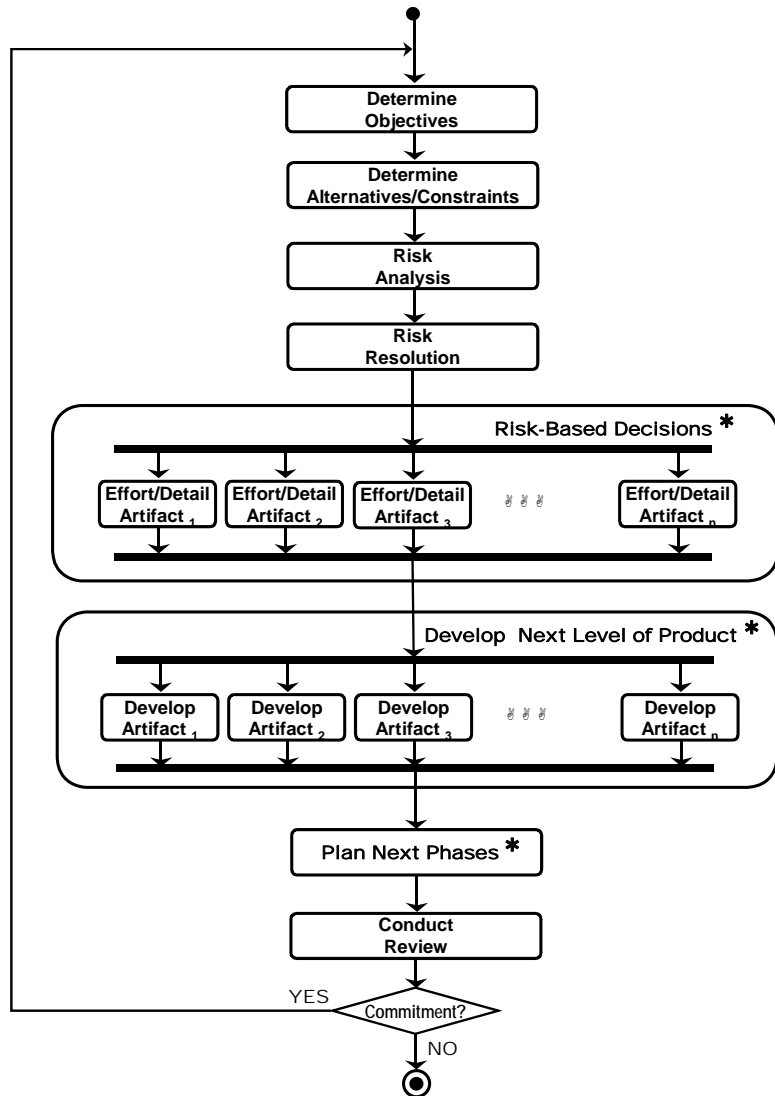 Determine
Objectives
Determine
Alternatives/Constraints
Risk
Analysis
Risk
Resolution
Risk-Based Decisions *
Effort/Detail
Artifact 1
Effort/Detail
Artifact 2
Effort/Detail
Artifact 3
✌ ✌ ✌
Effort/Detail
Artifact n
Develop Next Level of Product *
Develop
Artifact 1
Develop
Artifact 2
Develop
Artifact 3
✌ ✌ ✌
Develop
Artifact n
Plan Next Phases *
Conduct
Review
YES
Commitment?
NO